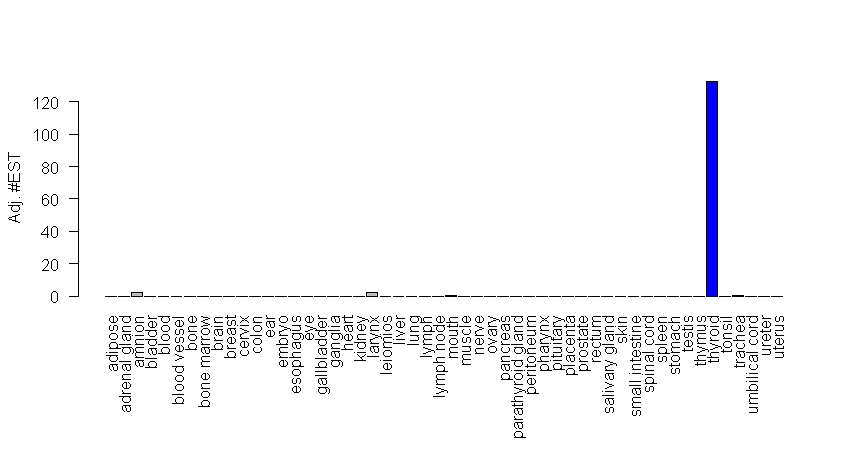 Adj. #EST
120
100
80
60
40
20
0
adipose
adrenal gland
amnion
bladder
blood
blood vessel
bone
bone marrow
brain
breast
cervix
colon
ear
embryo
esophagus
eye
gallbladder
ganglia
heart
kidney
larynx
leiomios
liver
lung
lymph
lymph node
mouth
muscle
nerve
ovary
pancreas
parathyroid gland
peritoneum
pharynx
pituitary
placenta
prostate
rectum
salivary gland
skin
small intestine
spinal cord
spleen
stomach
testis
thymus
thyroid
tonsil
trachea
umbilical cord
ureter
uterus